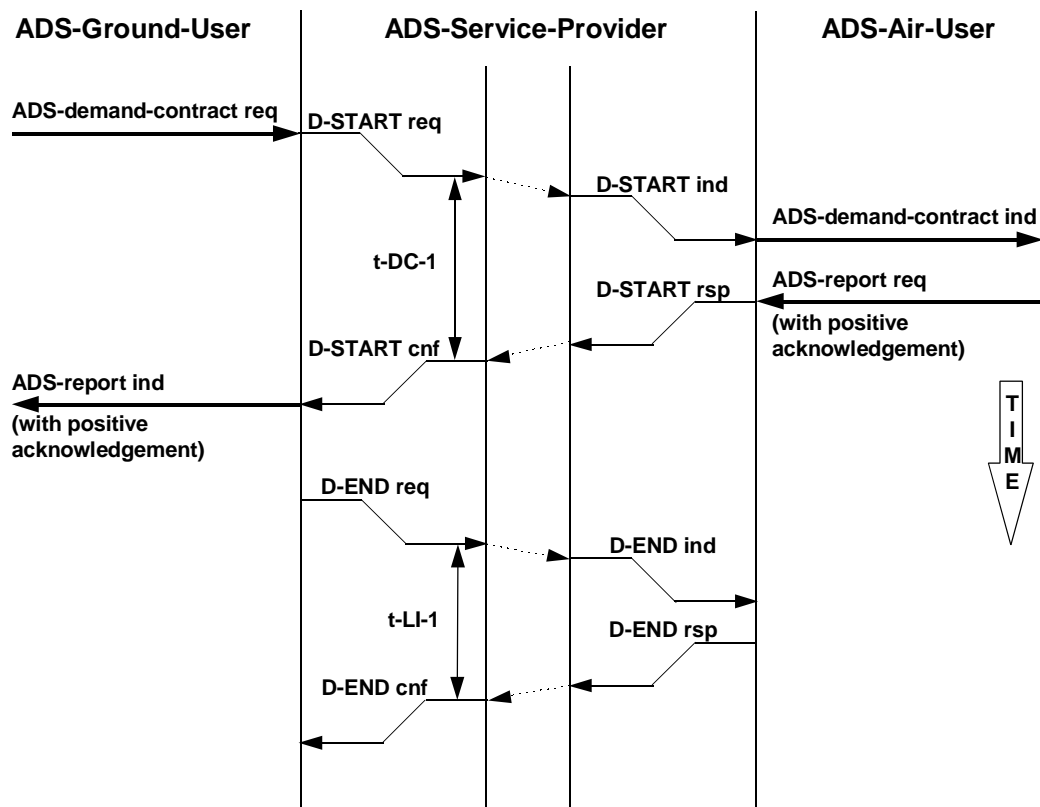 ADS-Ground-User
ADS-Service-Provider
ADS-Air-User
ADS-demand-contract req
D-START req
D-START ind
ADS-demand-contract ind
t-DC-1
D-START rsp
ADS-report req
(with positive
acknowledgement)
D-START cnf
ADS-report ind
(with positive
acknowledgement)
TIME
D-END req
D-END ind
t-LI-1
D-END rsp
D-END cnf